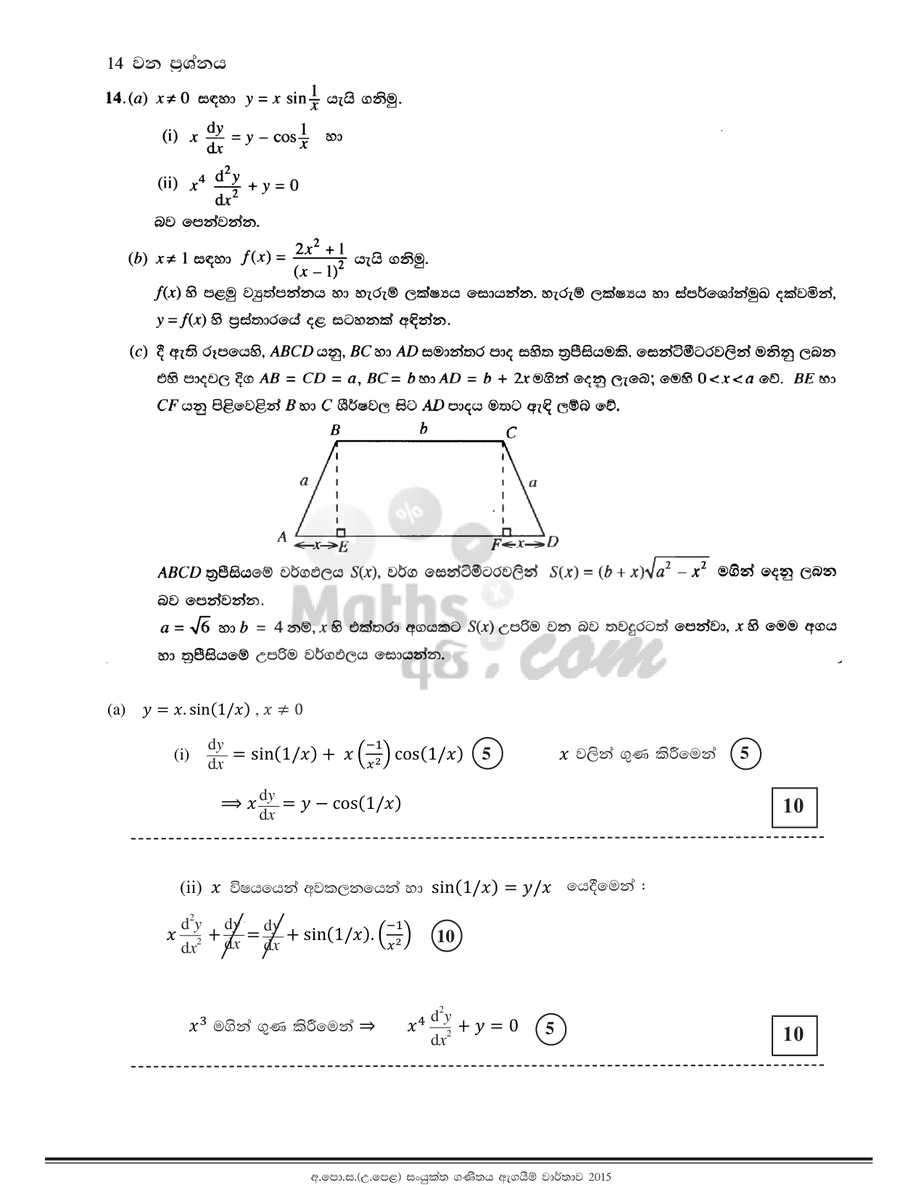 14 වන ප්‍රශ්නය
14.(a) x ≠ 0 සඳහා y = x sin 1/x යැයි ගනිමු.
(i) x dy/dx = y – cos 1/x හා
(ii) x⁴ d²y/dx² + y = 0
බව පෙන්වන්න.
(b) x ≠ 1 සඳහා f(x) = (2x² + 1)/(x – 1)² යැයි ගනිමු.
f(x) හි පළමු ව්‍යුත්පන්නය හා හැරුම් ලක්ෂ්‍යය සොයන්න. හැරුම් ලක්ෂ්‍යය හා ස්පර්ශෝන්මුඛ දක්වමින්,
y = f(x) හි ප්‍රස්තාරයේ දළ සටහනක් අඳින්න.
(c) දී ඇති රූපයෙහි, ABCD යනු, BC හා AD සමාන්තර පාද සහිත ත්‍රපීසියමකි. සෙන්ටිමීටරවලින් මනිනු ලබන
එහි පාදවල දිග AB = CD = a, BC = b හා AD = b + 2x මගින් දෙනු ලැබේ; මෙහි 0 < x < a වේ. BE හා
CF යනු පිළිවෙළින් B හා C ශීර්ෂවල සිට AD පාදය මතට ඇඳි ලම්බ වේ.
B b C
a a
A x E F x D
ABCD ත්‍රපීසියමේ වර්ගඵලය S(x), වර්ග සෙන්ටිමීටරවලින් S(x) = (b + x)√(a² – x²) මගින් දෙනු ලබන
බව පෙන්වන්න.
a = √6 හා b = 4 නම්, x හි එක්තරා අගයකට S(x) උපරිම වන බව තවදුරටත් පෙන්වා, x හි මෙම අගය
හා ත්‍රපීසියමේ උපරිම වර්ගඵලය සොයන්න.
Maths
අපි .com
(a) y = x. sin(1/x) , x ≠ 0
(i) dy/dx = sin(1/x) + x (−1/x²) cos(1/x) 5 x වලින් ගුණ කිරීමෙන් 5
⟹ x dy/dx = y − cos(1/x) 10
(ii) x විෂයයෙන් අවකලනයෙන් හා sin(1/x) = y/x යෙදීමෙන් :
x d²y/dx² + dy/dx = dy/dx + sin(1/x). (−1/x²) 10
x³ මගින් ගුණ කිරීමෙන් ⇒ x⁴ d²y/dx² + y = 0 5 10
අ.පො.ස.(උ.පෙළ) සංයුක්ත ගණිතය ඇගයීම් වාර්තාව 2015